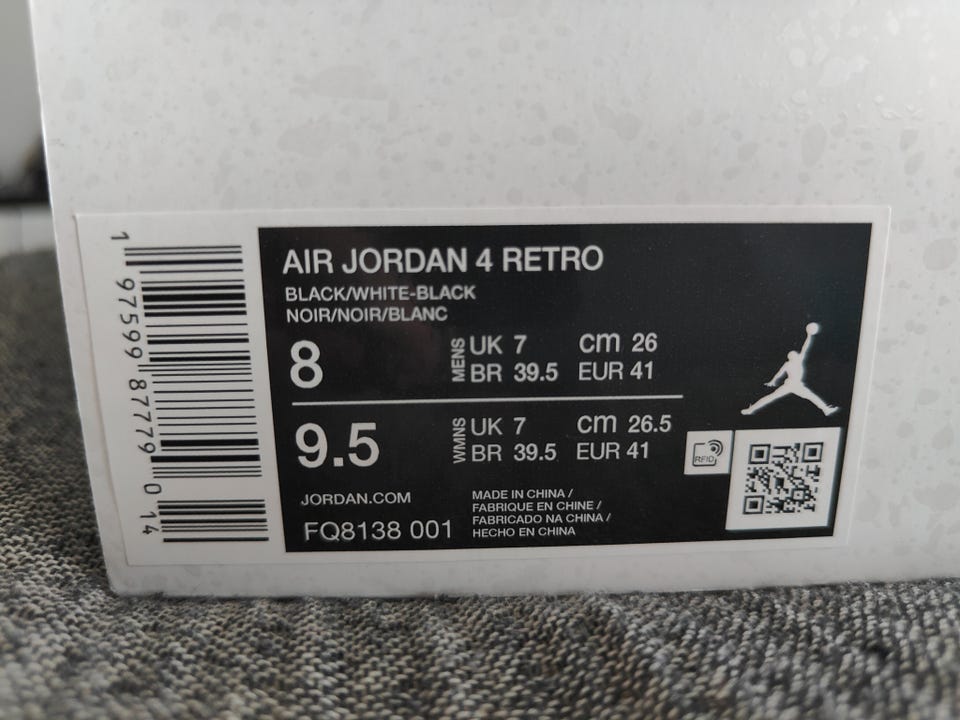 AIR JORDAN 4 RETRO
BLACK/WHITE-BLACK
NOIR/NOIR/BLANC
8 MENS UK 7 cm 26
BR 39.5 EUR 41
9.5 WMNS UK 7 cm 26.5
BR 39.5 EUR 41
RFID
JORDAN.COM
FQ8138 001
MADE IN CHINA /
FABRIQUE EN CHINE /
FABRICADO NA CHINA /
HECHO EN CHINA
1 97599 87779 0 14